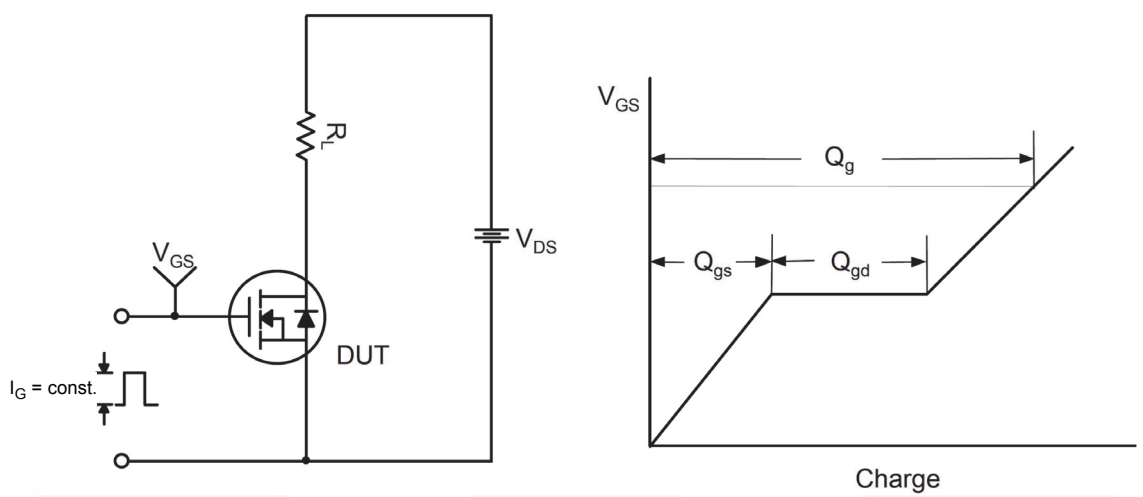 R_L
V_DS
V_GS
DUT
I_G = const.
V_GS
Q_g
Q_gs
Q_gd
Charge